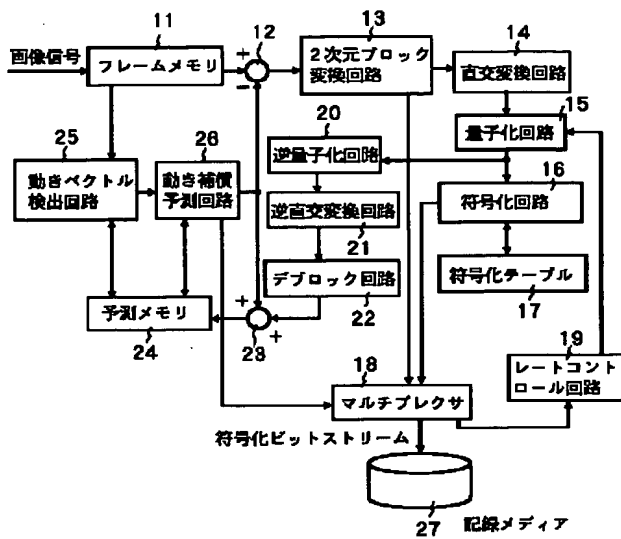 画像信号
11
フレームメモリ
+
12
−
13
2次元ブロック
変換回路
14
直交変換回路
15
量子化回路
20
逆量子化回路
25
動きベクトル
検出回路
26
動き補償
予測回路
16
符号化回路
逆直交変換回路
21
デブロック回路
22
符号化テーブル
17
予測メモリ
24
+
23
+
18
マルチプレクサ
19
レートコント
ロール回路
符号化ビットストリーム
27
記録メディア